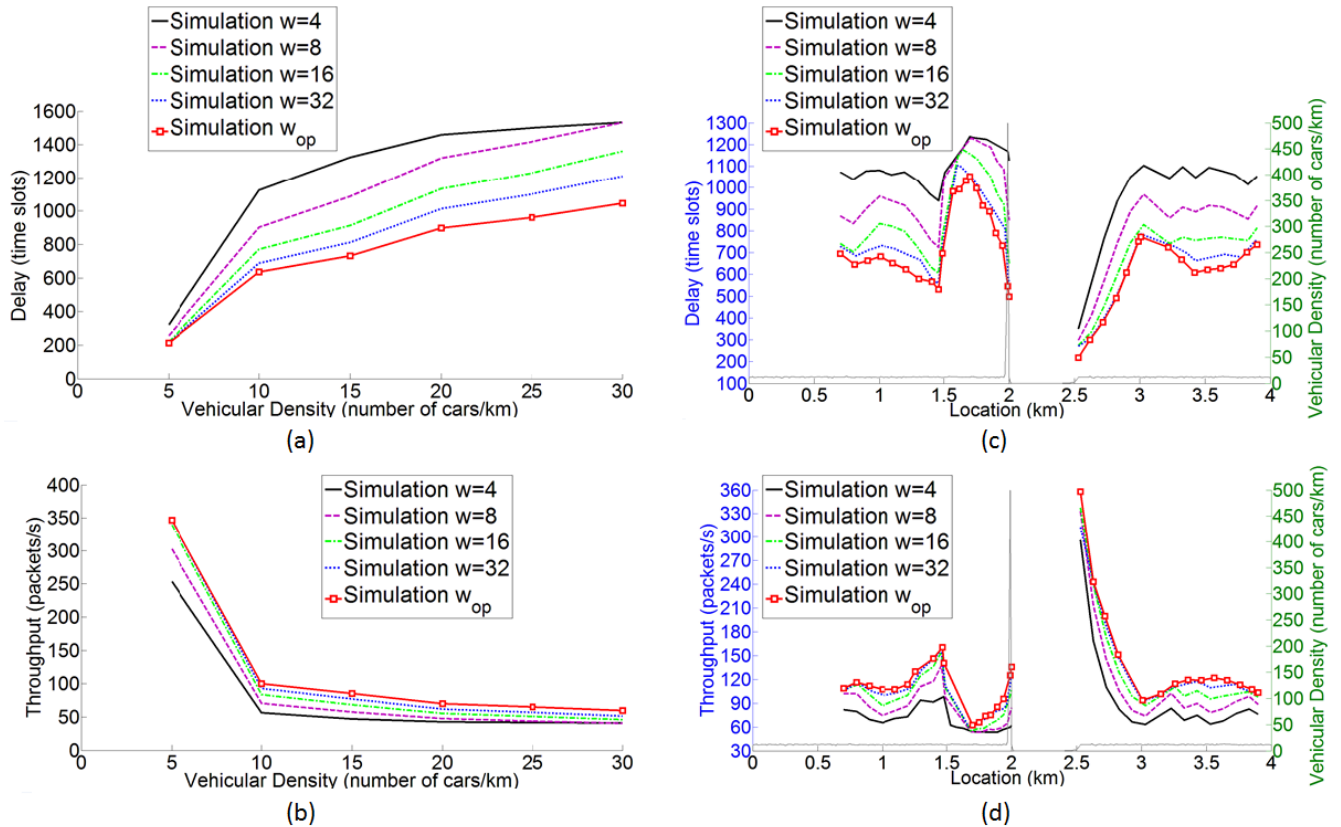 Simulation w=4
Simulation w=8
Simulation w=16
Simulation w=32
Simulation w_op
Delay (time slots)
1600
1400
1200
1000
800
600
400
200
0
0 5 10 15 20 25 30
Vehicular Density (number of cars/km)
(a)
Simulation w=4
Simulation w=8
Simulation w=16
Simulation w=32
Simulation w_op
Delay (time slots)
1300
1200
1100
1000
900
800
700
600
500
400
300
200
100
500
450
400
350
300
250
200
150
100
50
0
Vehicular Density (number of cars/km)
0 0.5 1 1.5 2 2.5 3 3.5 4
Location (km)
(c)
Simulation w=4
Simulation w=8
Simulation w=16
Simulation w=32
Simulation w_op
Throughput (packets/s)
400
350
300
250
200
150
100
50
0
0 5 10 15 20 25 30
Vehicular Density (number of cars/km)
(b)
Simulation w=4
Simulation w=8
Simulation w=16
Simulation w=32
Simulation w_op
Throughput (packets/s)
360
330
300
270
240
210
180
150
120
90
60
30
500
450
400
350
300
250
200
150
100
50
0
Vehicular Density (number of cars/km)
0 0.5 1 1.5 2 2.5 3 3.5 4
Location (km)
(d)